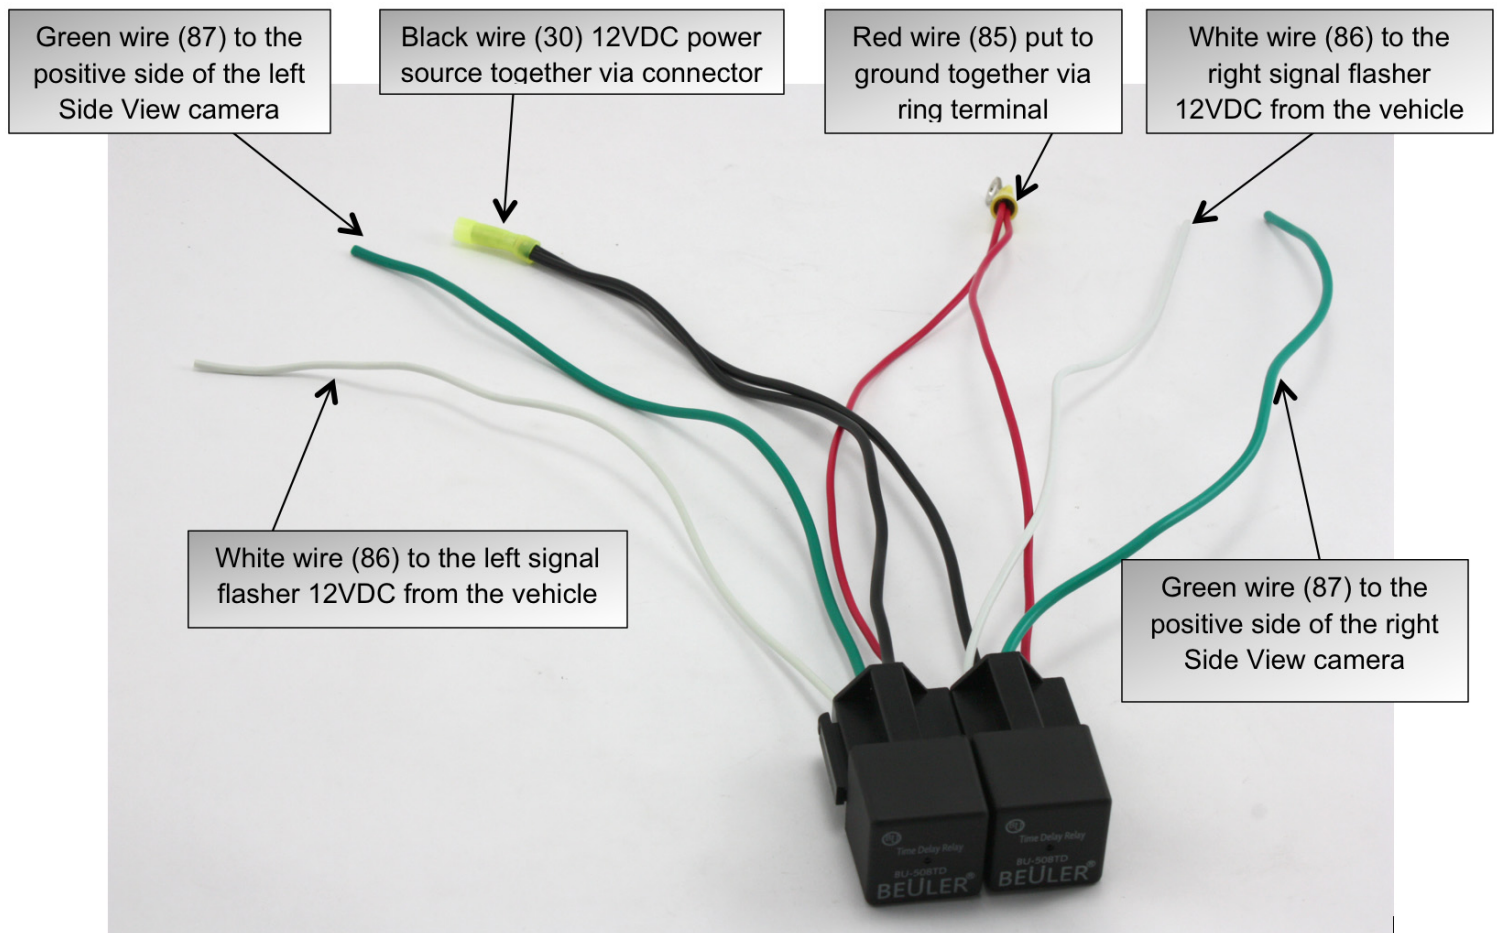 Green wire (87) to the
positive side of the left
Side View camera
Black wire (30) 12VDC power
source together via connector
Red wire (85) put to
ground together via
ring terminal
White wire (86) to the
right signal flasher
12VDC from the vehicle
White wire (86) to the left signal
flasher 12VDC from the vehicle
Green wire (87) to the
positive side of the right
Side View camera
Time Delay Relay
BU-508TD
BEULER®
Time Delay Relay
BU-508TD
BEULER®